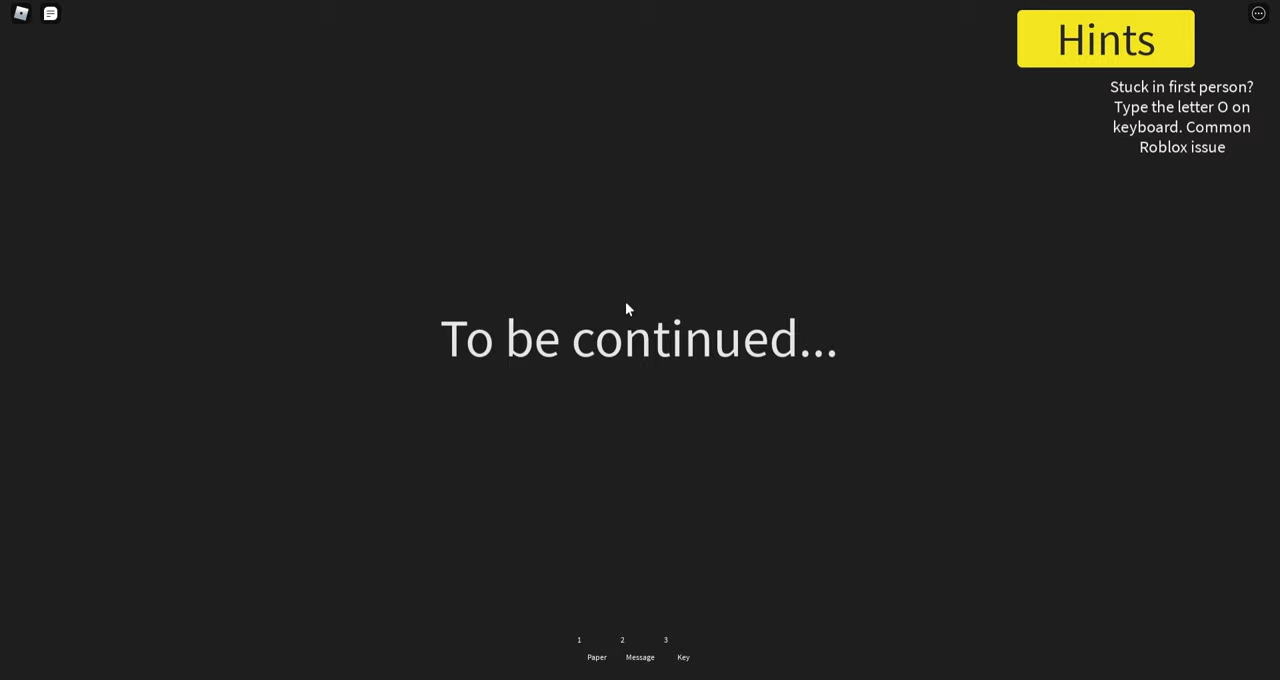 Hints
Stuck in first person?
Type the letter O on
keyboard. Common
Roblox issue
To be continued...
1 2 3
Paper Message Key